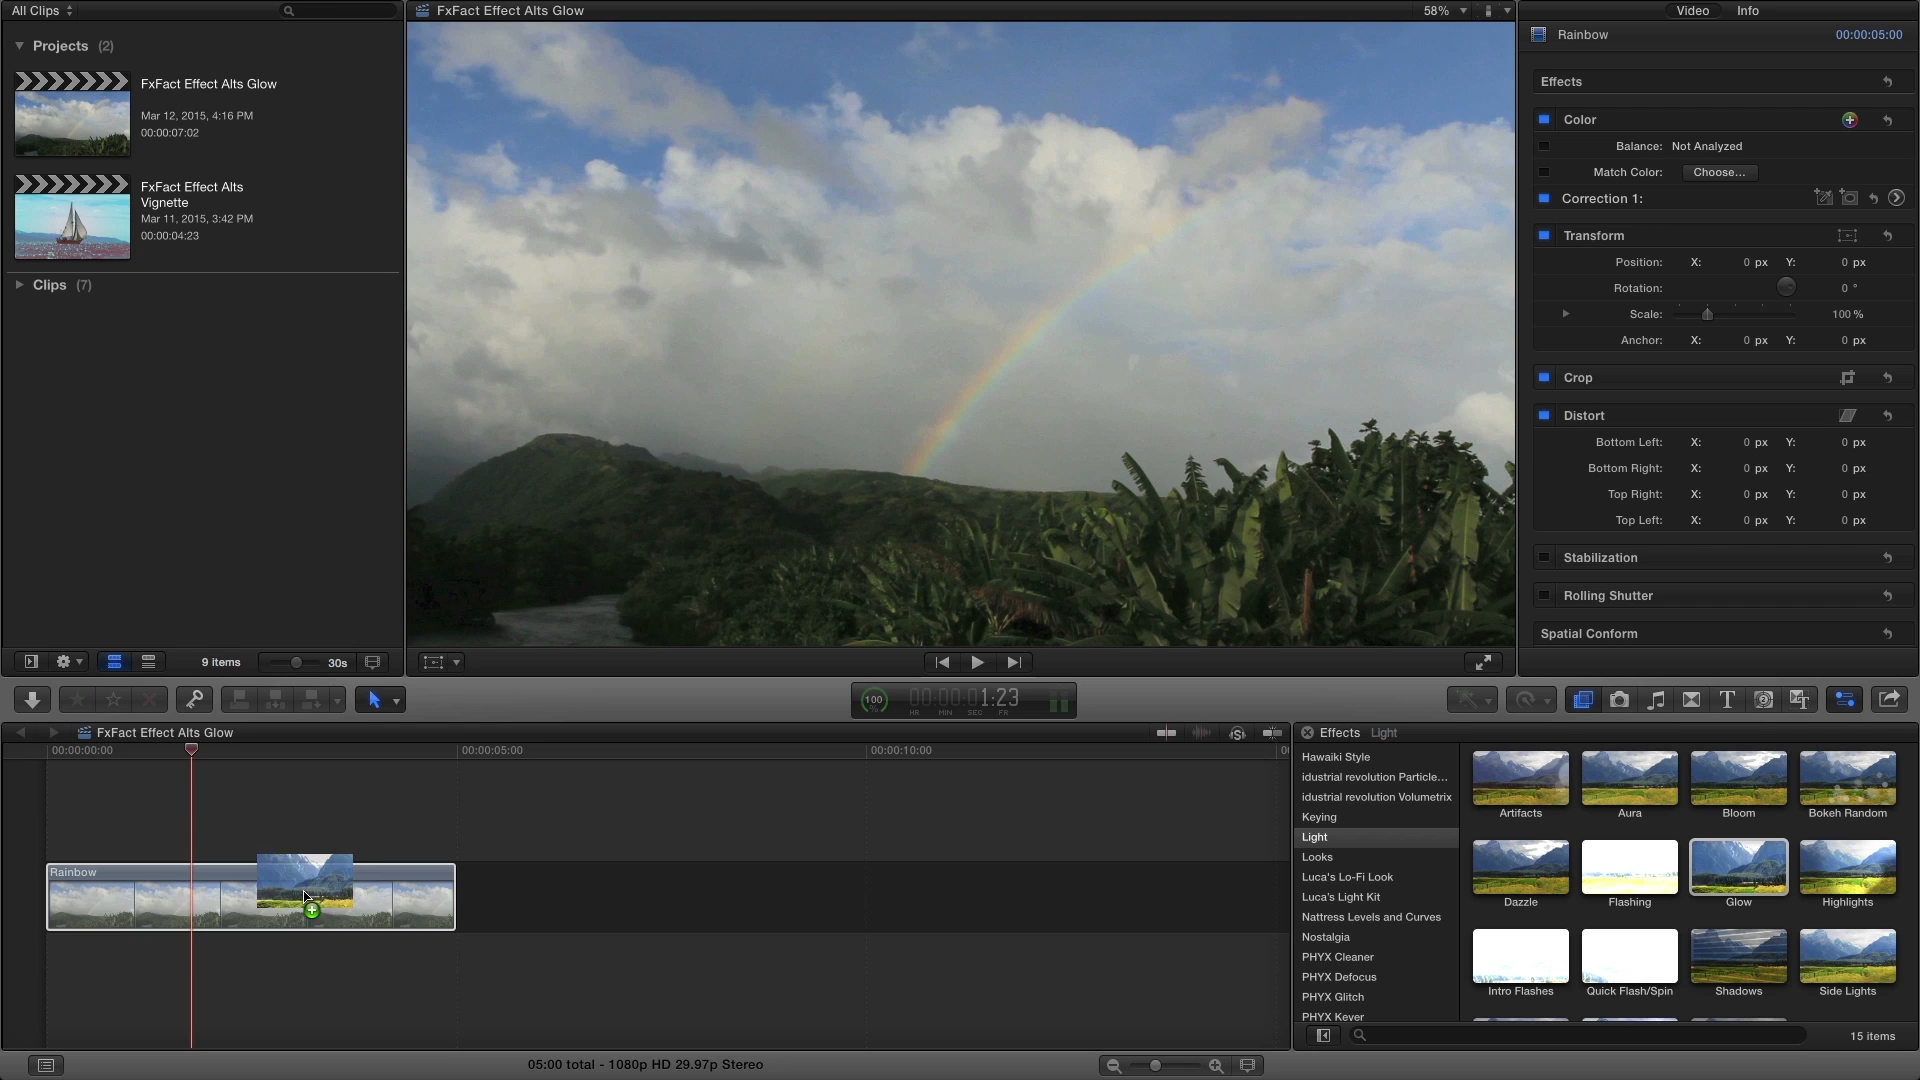 All Clips
Projects (2)
FxFact Effect Alts Glow
Mar 12, 2015, 4:16 PM
00:00:07:02
FxFact Effect Alts
Vignette
Mar 11, 2015, 3:42 PM
00:00:04:23
Clips (7)
9 items
30s
FxFact Effect Alts Glow
58%
Video Info
Rainbow 00:00:05:00
Effects
Color
Balance: Not Analyzed
Match Color: Choose...
Correction 1:
Transform
Position: X: 0 px Y: 0 px
Rotation: 0 °
Scale: 100 %
Anchor: X: 0 px Y: 0 px
Crop
Distort
Bottom Left: X: 0 px Y: 0 px
Bottom Right: X: 0 px Y: 0 px
Top Right: X: 0 px Y: 0 px
Top Left: X: 0 px Y: 0 px
Stabilization
Rolling Shutter
Spatial Conform
100 00:00:01:23
% HR MIN SEC FR
FxFact Effect Alts Glow
00:00:00:00 00:00:05:00 00:00:10:00
Rainbow
05:00 total - 1080p HD 29.97p Stereo
Effects Light
Hawaiki Style
idustrial revolution Particle...
idustrial revolution Volumetrix
Keying
Light
Looks
Luca's Lo-Fi Look
Luca's Light Kit
Nattress Levels and Curves
Nostalgia
PHYX Cleaner
PHYX Defocus
PHYX Glitch
PHYX Keyer
Artifacts Aura Bloom Bokeh Random
Dazzle Flashing Glow Highlights
Intro Flashes Quick Flash/Spin Shadows Side Lights
15 items